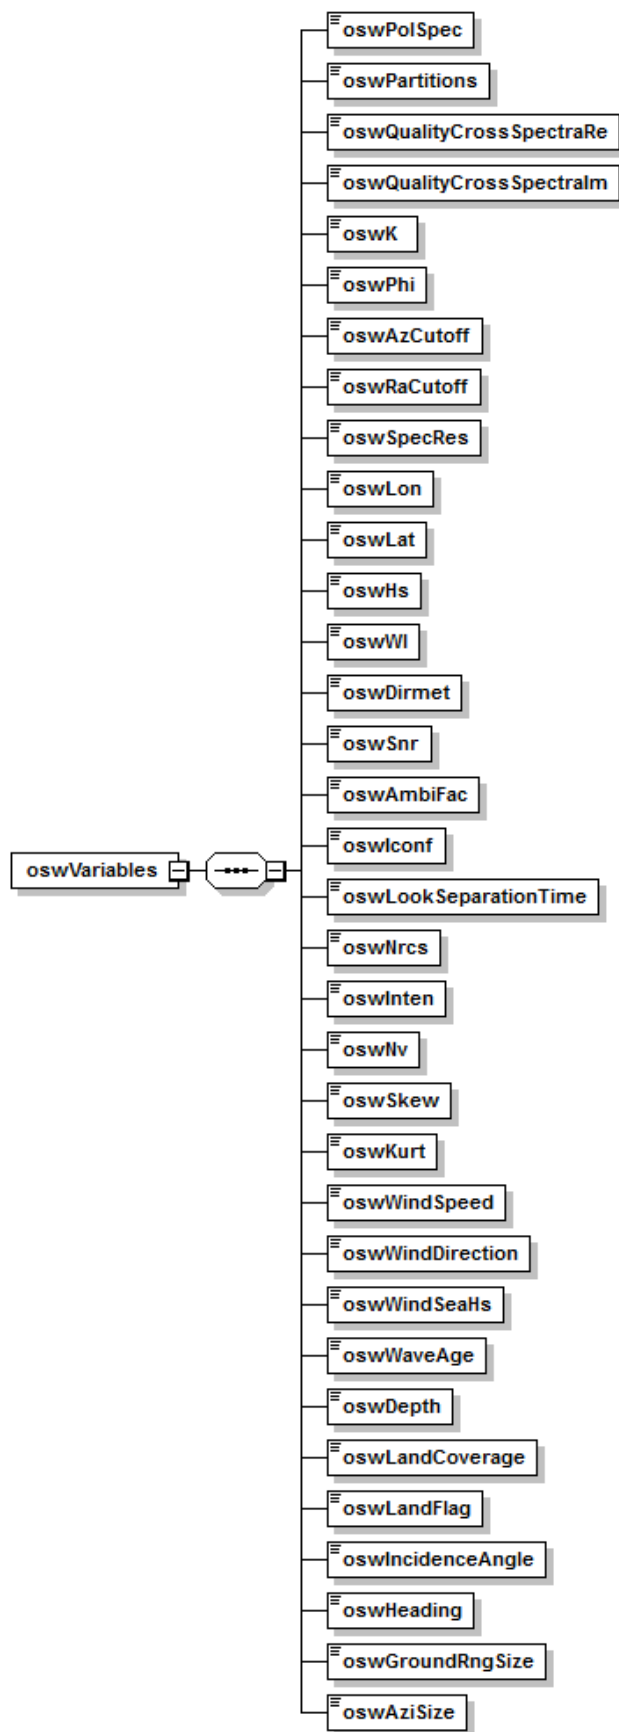 oswPolSpec
oswPartitions
oswQualityCrossSpectraRe
oswQualityCrossSpectraIm
oswK
oswPhi
oswAzCutoff
oswRaCutoff
oswSpecRes
oswLon
oswLat
oswHs
oswWl
oswDirmet
oswSnr
oswAmbiFac
oswVariables
oswIconf
oswLookSeparationTime
oswNrcs
oswInten
oswNv
oswSkew
oswKurt
oswWindSpeed
oswWindDirection
oswWindSeaHs
oswWaveAge
oswDepth
oswLandCoverage
oswLandFlag
oswIncidenceAngle
oswHeading
oswGroundRngSize
oswAziSize